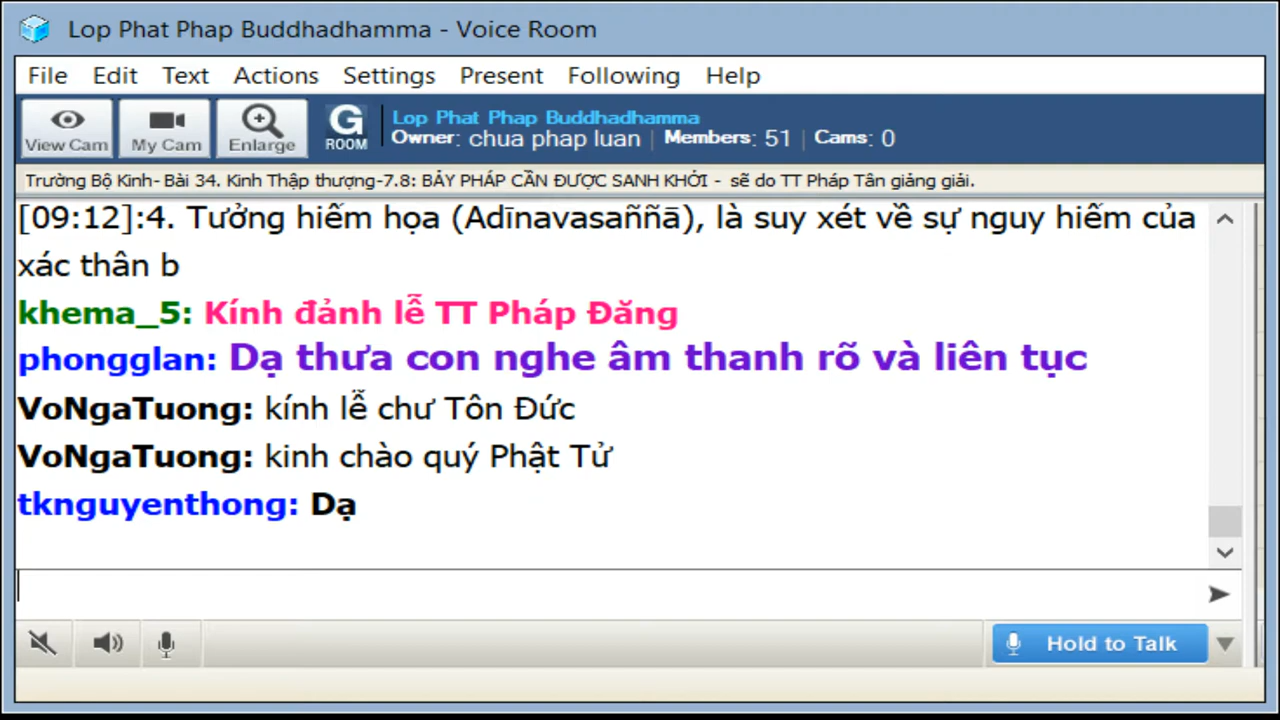 Lop Phat Phap Buddhadhamma - Voice Room
File Edit Text Actions Settings Present Following Help
View Cam My Cam Enlarge G ROOM
Lop Phat Phap Buddhadhamma
Owner: chua phap luan | Members: 51 | Cams: 0
Trường Bộ Kinh- Bài 34. Kinh Thập thượng-7.8: BẢY PHÁP CẦN ĐƯỢC SANH KHỞI - sẽ do TT Pháp Tân giảng giải.
[09:12]:4. Tưởng hiếm họa (Adīnavasaññā), là suy xét về sự nguy hiếm của
xác thân b
khema_5: Kính đảnh lễ TT Pháp Đăng
phongglan: Dạ thưa con nghe âm thanh rõ và liên tục
VoNgaTuong: kính lễ chư Tôn Đức
VoNgaTuong: kinh chào quý Phật Tử
tknguyenthong: Dạ
Hold to Talk